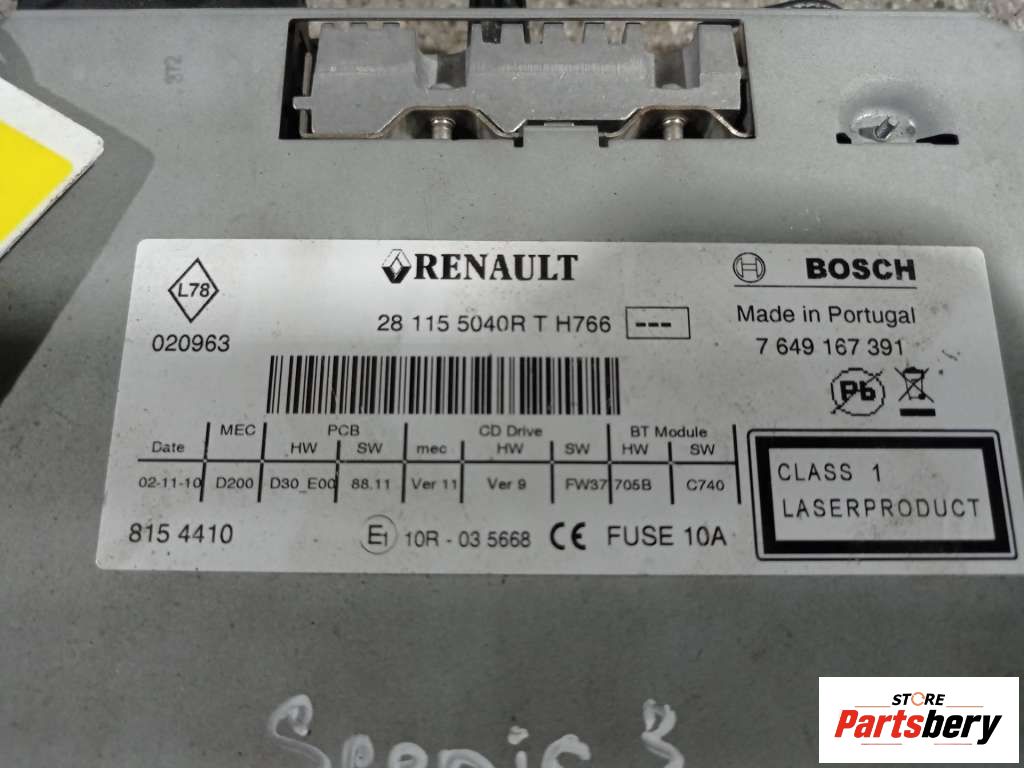 8T2
L78
020963
RENAULT
28 115 5040R T H766 ---
BOSCH
Made in Portugal
7 649 167 391
Pb
MEC PCB CD Drive BT Module
Date HW SW mec HW SW HW SW
02-11-10 D200 D30_E00 88.11 Ver 11 Ver 9 FW37 705B C740
815 4410 E1 10R - 03 5668 CE FUSE 10A
CLASS 1
LASERPRODUCT
Scenic 3
STORE
Partsbery